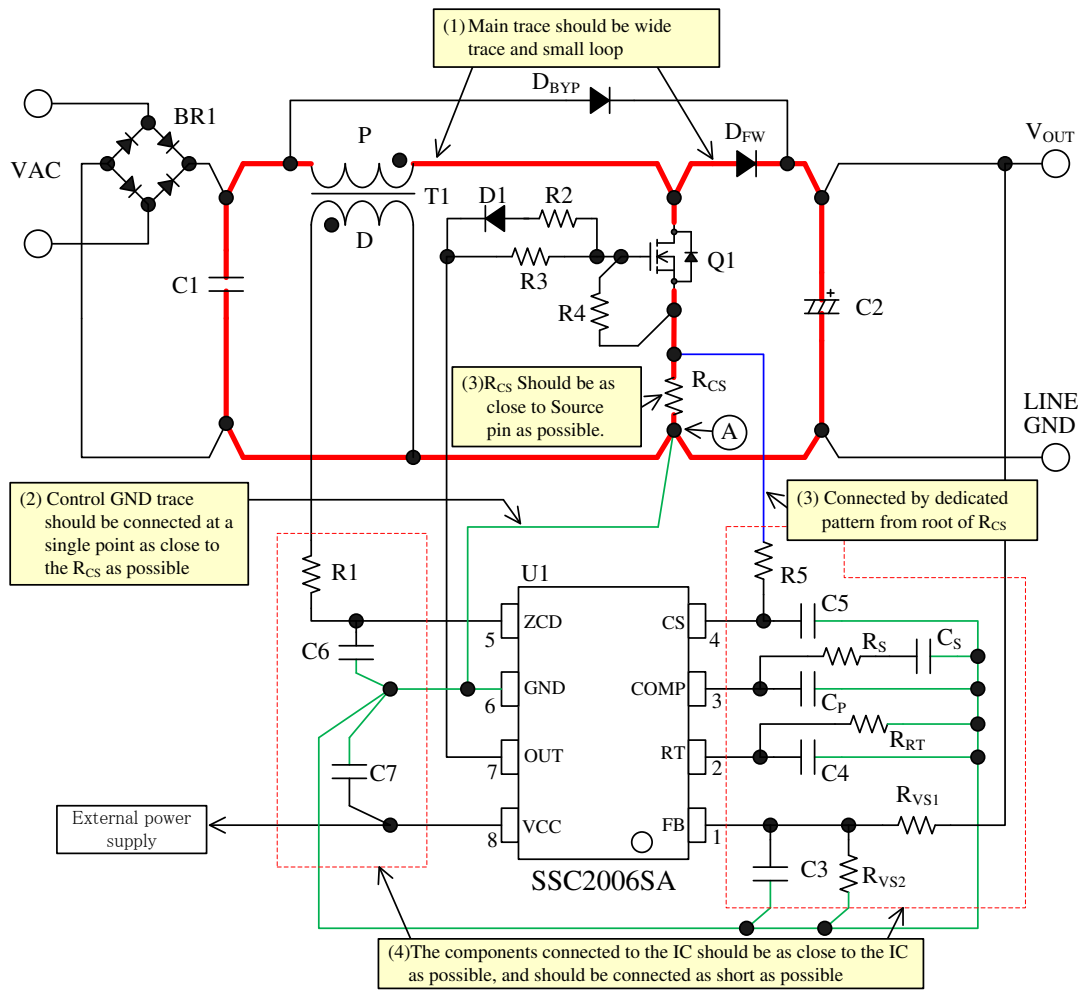 (1) Main trace should be wide
trace and small loop
DBYP
BR1
P
DFW
VOUT
VAC
T1
D1
R2
D
R3
Q1
C1
R4
C2
(3)RCS Should be as
close to Source
pin as possible.
RCS
LINE
GND
A
(2) Control GND trace
should be connected at a
single point as close to
the RCS as possible
(3) Connected by dedicated
pattern from root of RCS
R1
U1
R5
C5
ZCD
CS
5
4
C6
RS
CS
GND
COMP
6
3
CP
RRT
OUT
RT
7
2
C7
C4
RVS1
External power
supply
VCC
FB
8
1
C3
RVS2
SSC2006SA
(4)The components connected to the IC should be as close to the IC
as possible, and should be connected as short as possible